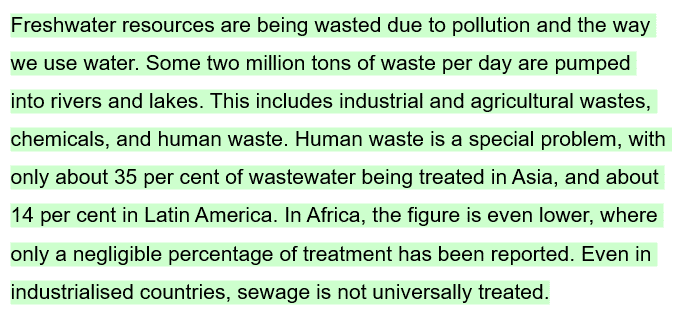 Freshwater resources are being wasted due to pollution and the way
we use water. Some two million tons of waste per day are pumped
into rivers and lakes. This includes industrial and agricultural wastes,
chemicals, and human waste. Human waste is a special problem, with
only about 35 per cent of wastewater being treated in Asia, and about
14 per cent in Latin America. In Africa, the figure is even lower, where
only a negligible percentage of treatment has been reported. Even in
industrialised countries, sewage is not universally treated.